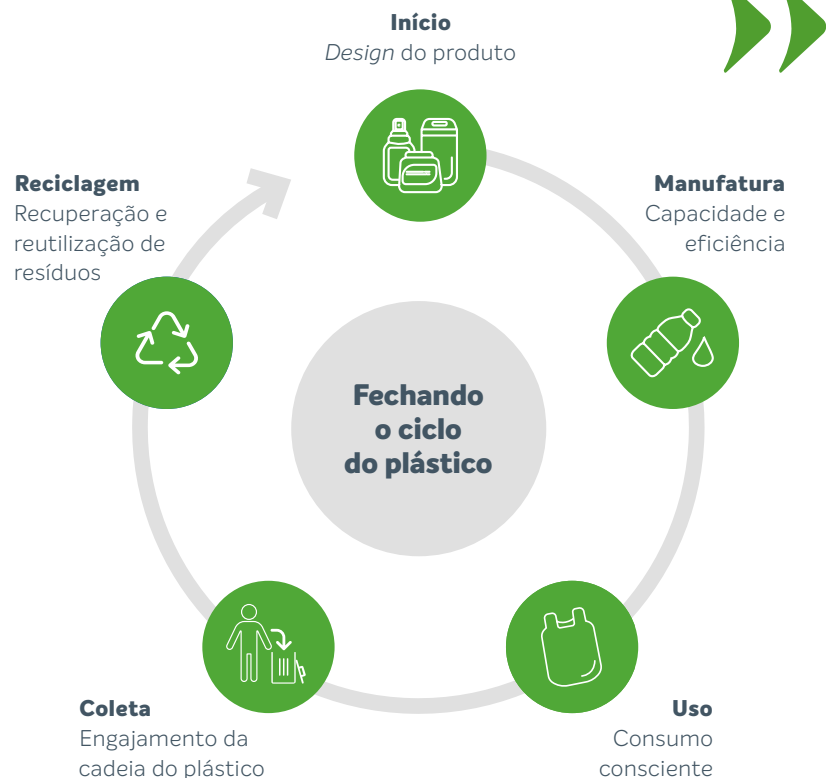 Início
Design do produto
Manufatura
Capacidade e
eficiência
Uso
Consumo
consciente
Coleta
Engajamento da
cadeia do plástico
Reciclagem
Recuperação e
reutilização de
resíduos
Fechando
o ciclo
do plástico